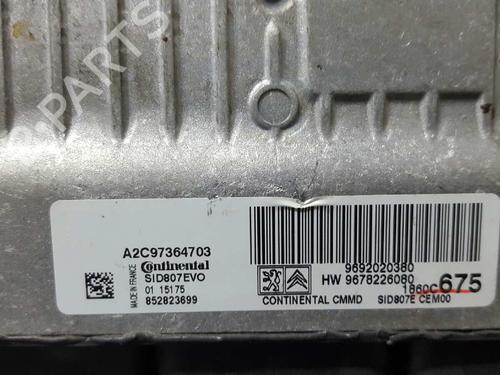 B-PARTS
A2C97364703
Continental
SID807EVO
01 15175
852823699
MADE IN FRANCE
9692020380
HW 9678226080
1860C675
CONTINENTAL CMMD SID807E CEM00